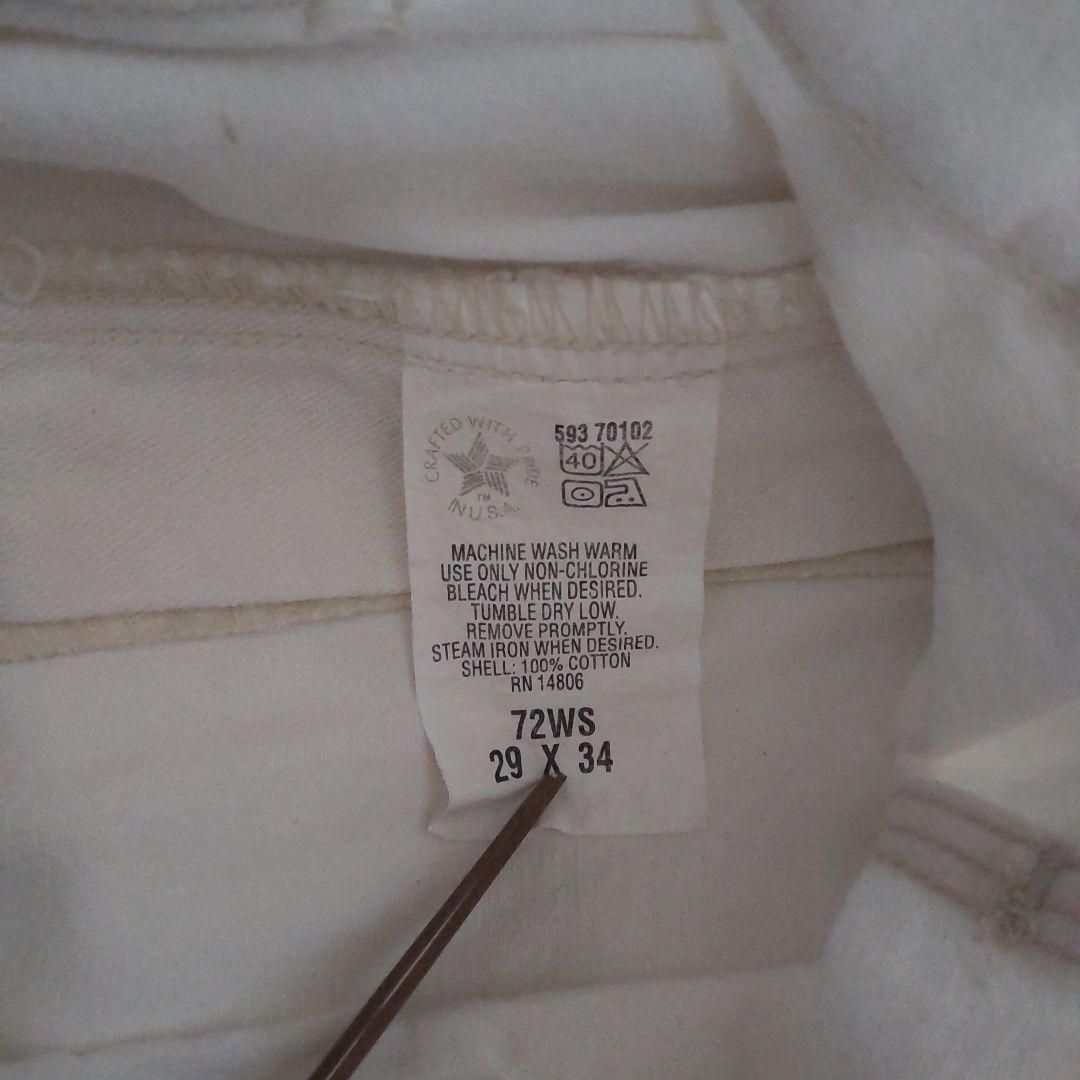 CRAFTED WITH PRIDE
TM
IN U.S.A.
593 70102
40
MACHINE WASH WARM
USE ONLY NON-CHLORINE
BLEACH WHEN DESIRED.
TUMBLE DRY LOW.
REMOVE PROMPTLY.
STEAM IRON WHEN DESIRED.
SHELL: 100% COTTON
RN 14806
72WS
29 X 34